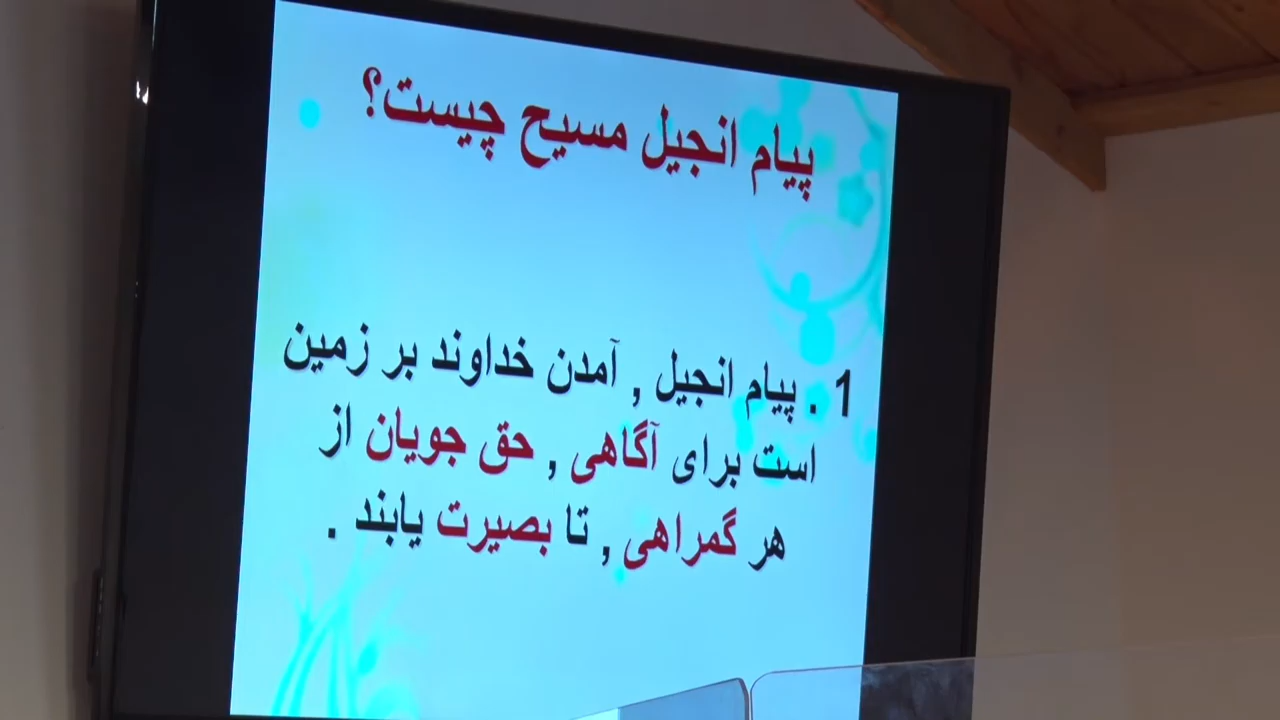 پیام انجیل مسیح چیست؟
1 . پیام انجیل , آمدن خداوند بر زمین
است برای آگاهی , حق جویان از
هر گمراهی , تا بصیرت یابند .